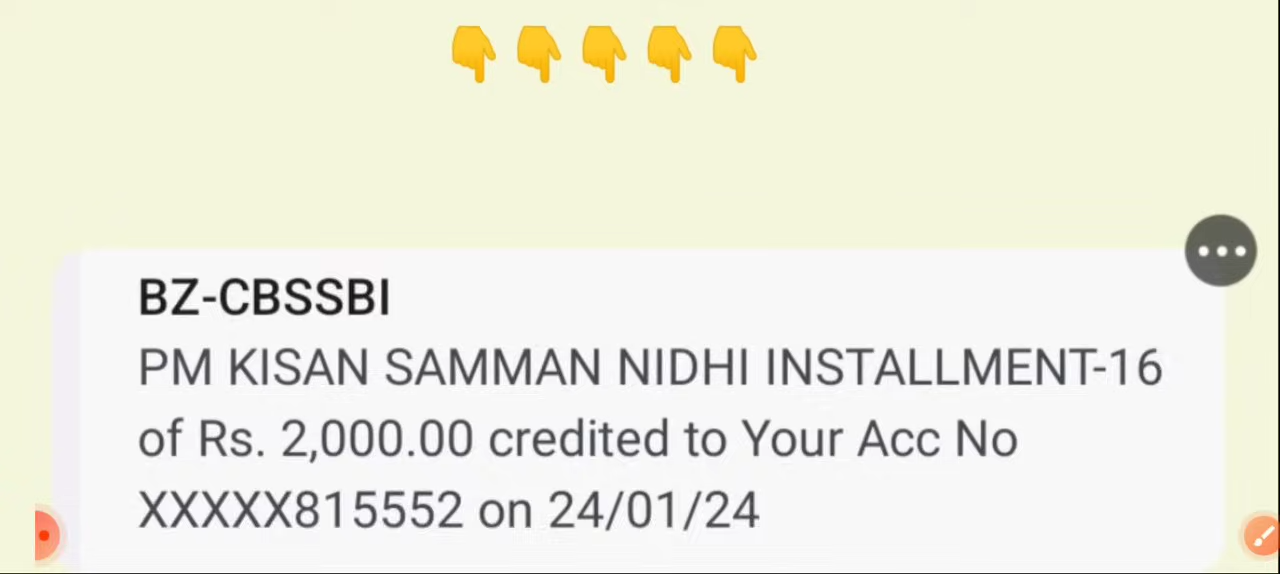 👇👇👇👇👇
BZ-CBSSBI
PM KISAN SAMMAN NIDHI INSTALLMENT-16
of Rs. 2,000.00 credited to Your Acc No
XXXXX815552 on 24/01/24